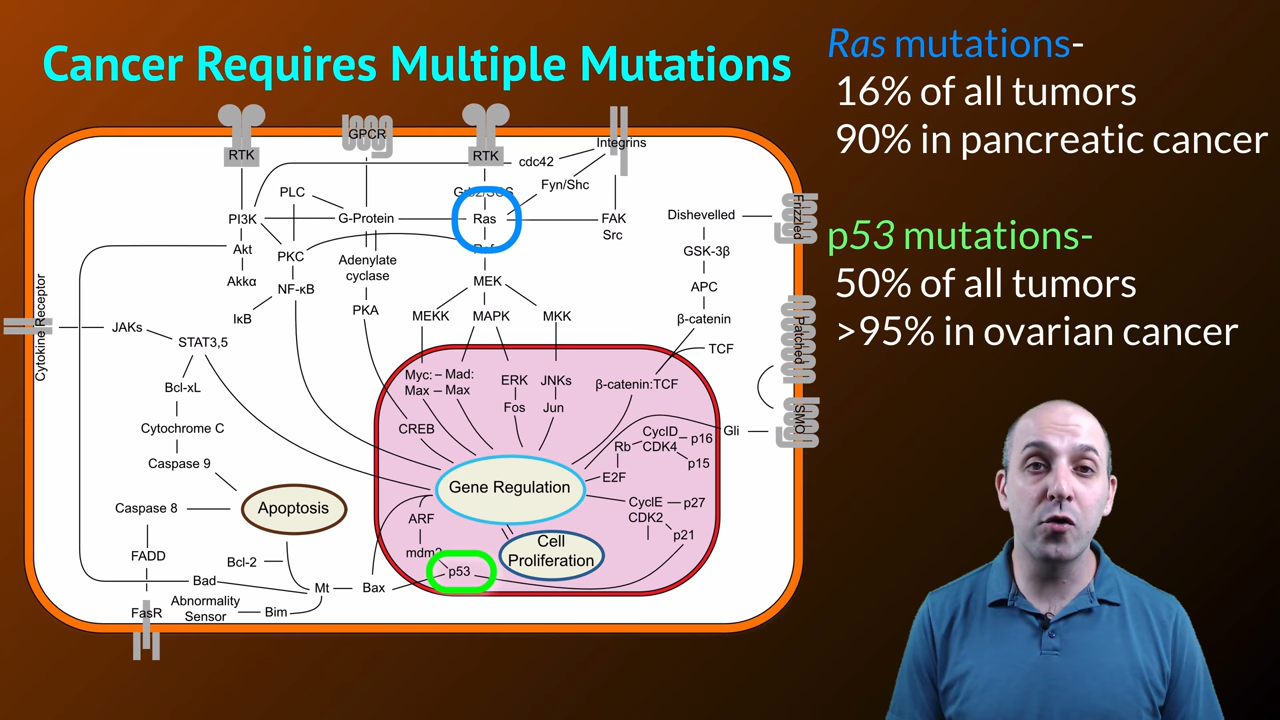 Cancer Requires Multiple Mutations
Ras mutations-
16% of all tumors
90% in pancreatic cancer
p53 mutations-
50% of all tumors
>95% in ovarian cancer
RTK
GPCR
RTK
Integrins
cdc42
Fyn/Shc
PLC
Grb2/SOS
PI3K
G-Protein
Ras
FAK
Src
Dishevelled
Frizzled
Akt
PKC
Adenylate
cyclase
GSK-3β
Akkα
NF-κB
MEK
APC
IκB
PKA
MEKK
MAPK
MKK
β-catenin
Cytokine Receptor
JAKs
STAT3,5
TCF
Patched
Bcl-xL
Myc: – Mad:
Max – Max
ERK
JNKs
β-catenin:TCF
Fos
Jun
Cytochrome C
CREB
CyclD
CDK4
p16
p15
Rb
Gli
SMO
Caspase 9
E2F
Gene Regulation
Caspase 8
Apoptosis
CyclE
CDK2
p27
p21
ARF
mdm2
Cell
Proliferation
FADD
Bcl-2
p53
Bad
Mt
Bax
Abnormality
Sensor
Bim
FasR